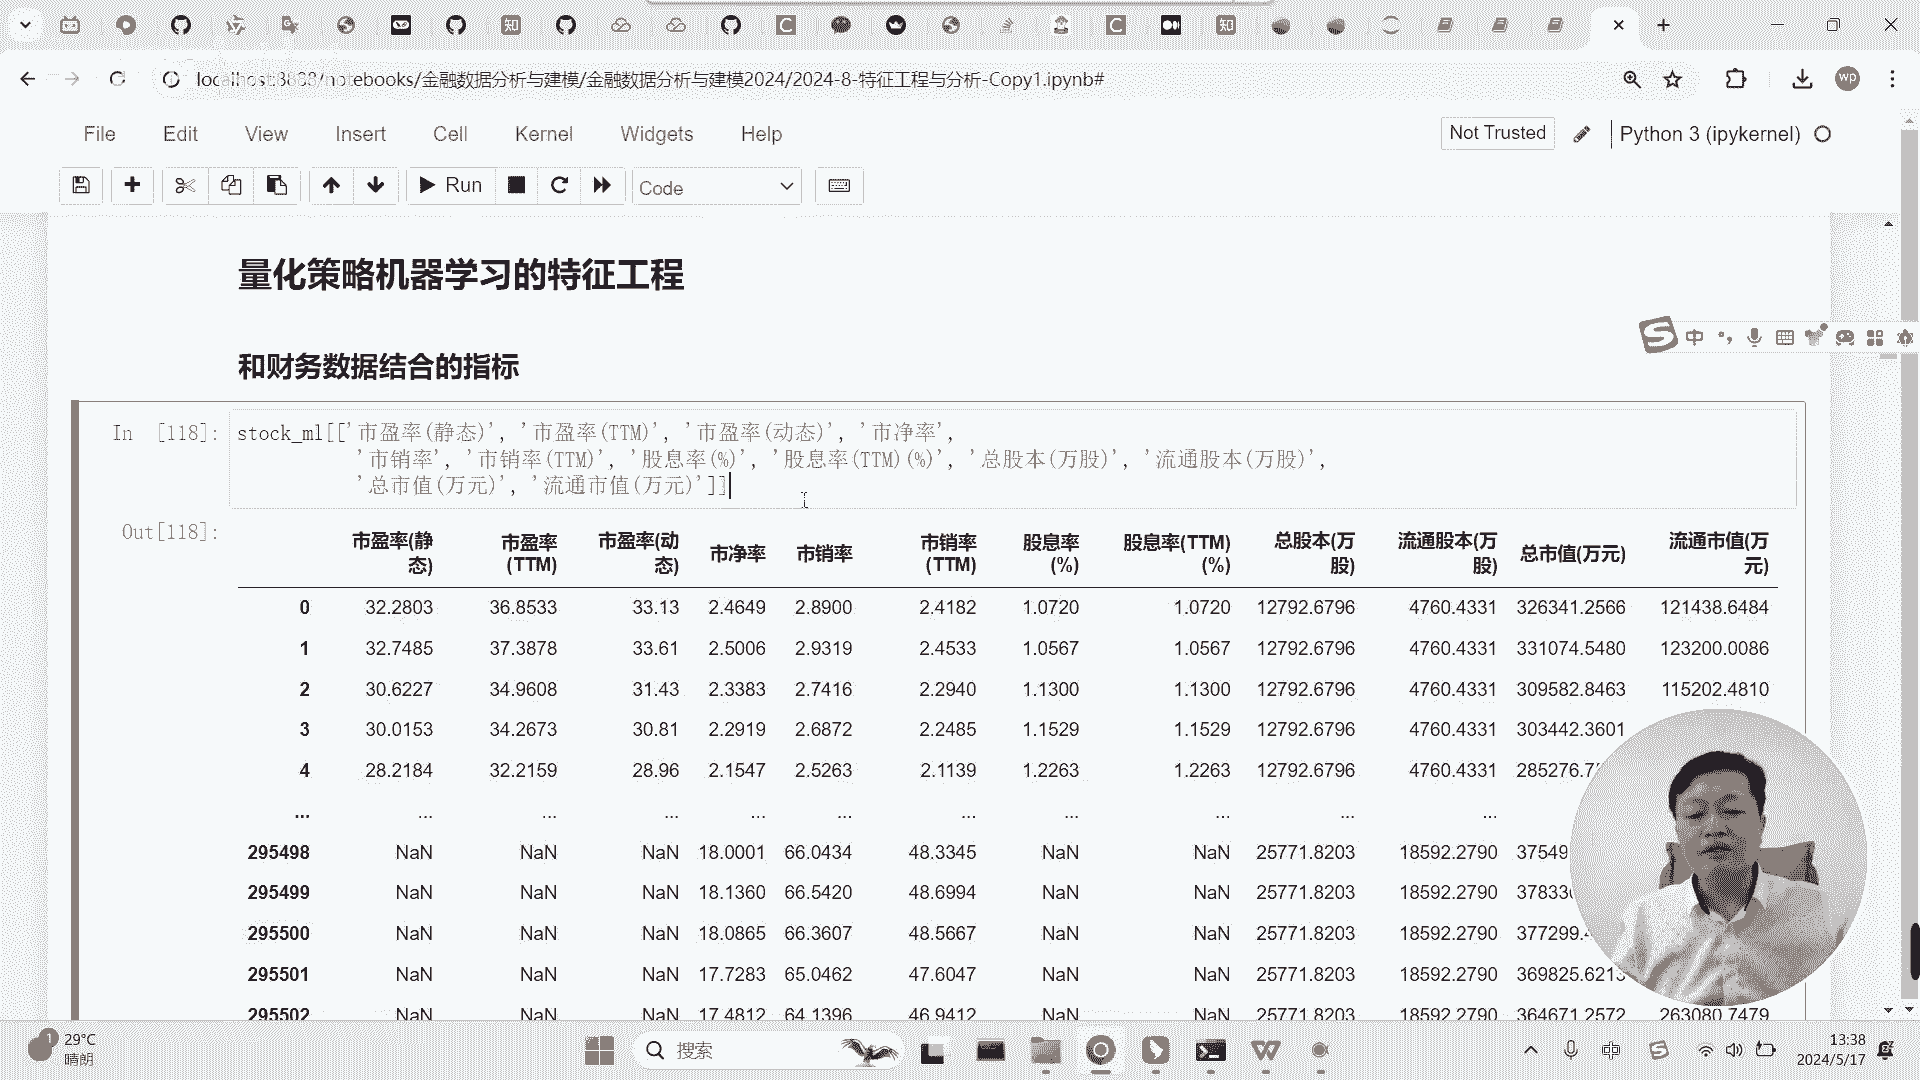 localhost:8888/notebooks/金融数据分析与建模/金融数据分析与建模2024/2024-8-特征工程与分析-Copy1.ipynb#
wp
File Edit View Insert Cell Kernel Widgets Help
Not Trusted
Python 3 (ipykernel)
Run
Code
量化策略机器学习的特征工程
中
和财务数据结合的指标
In [118]: stock_ml[['市盈率(静态)', '市盈率(TTM)', '市盈率(动态)', '市净率',
'市销率', '市销率(TTM)', '股息率(%)', '股息率(TTM)(%)', '总股本(万股)', '流通股本(万股)',
'总市值(万元)', '流通市值(万元)']]
Out[118]:
市盈率(静态) 市盈率(TTM) 市盈率(动态) 市净率 市销率 市销率(TTM) 股息率(%) 股息率(TTM)(%) 总股本(万股) 流通股本(万股) 总市值(万元) 流通市值(万元)
0 32.2803 36.8533 33.13 2.4649 2.8900 2.4182 1.0720 1.0720 12792.6796 4760.4331 326341.2566 121438.6484
1 32.7485 37.3878 33.61 2.5006 2.9319 2.4533 1.0567 1.0567 12792.6796 4760.4331 331074.5480 123200.0086
2 30.6227 34.9608 31.43 2.3383 2.7416 2.2940 1.1300 1.1300 12792.6796 4760.4331 309582.8463 115202.4810
3 30.0153 34.2673 30.81 2.2919 2.6872 2.2485 1.1529 1.1529 12792.6796 4760.4331 303442.3601
4 28.2184 32.2159 28.96 2.1547 2.5263 2.1139 1.2263 1.2263 12792.6796 4760.4331 285276.7
... ... ... ... ... ... ... ... ... ... ...
295498 NaN NaN NaN 18.0001 66.0434 48.3345 NaN NaN 25771.8203 18592.2790 37549
295499 NaN NaN NaN 18.1360 66.5420 48.6994 NaN NaN 25771.8203 18592.2790 37833
295500 NaN NaN NaN 18.0865 66.3607 48.5667 NaN NaN 25771.8203 18592.2790 377299.
295501 NaN NaN NaN 17.7283 65.0462 47.6047 NaN NaN 25771.8203 18592.2790 369825.6213
295502 NaN NaN NaN 17.4812 64.1396 46.9412 NaN NaN 25771.8203 18592.2790 364671.2572 263080.7479
1
29°C
晴朗
搜索
中
13:38
2024/5/17